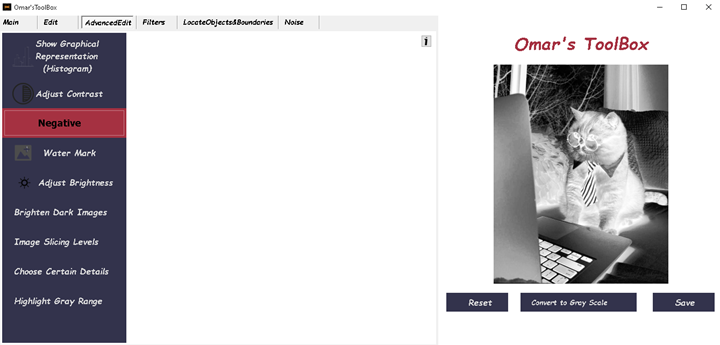 Omar'sToolBox
Main Edit AdvancedEdit Filters LocateObjects&Boundaries Noise
Show Graphical
Representation
(Histogram)
Adjust Contrast
Negative
Water Mark
Adjust Brightness
Brighten Dark Images
Image Slicing Levels
Choose Certain Details
Highlight Gray Range
i
Omar's ToolBox
Reset Convert to Gray Scale Save